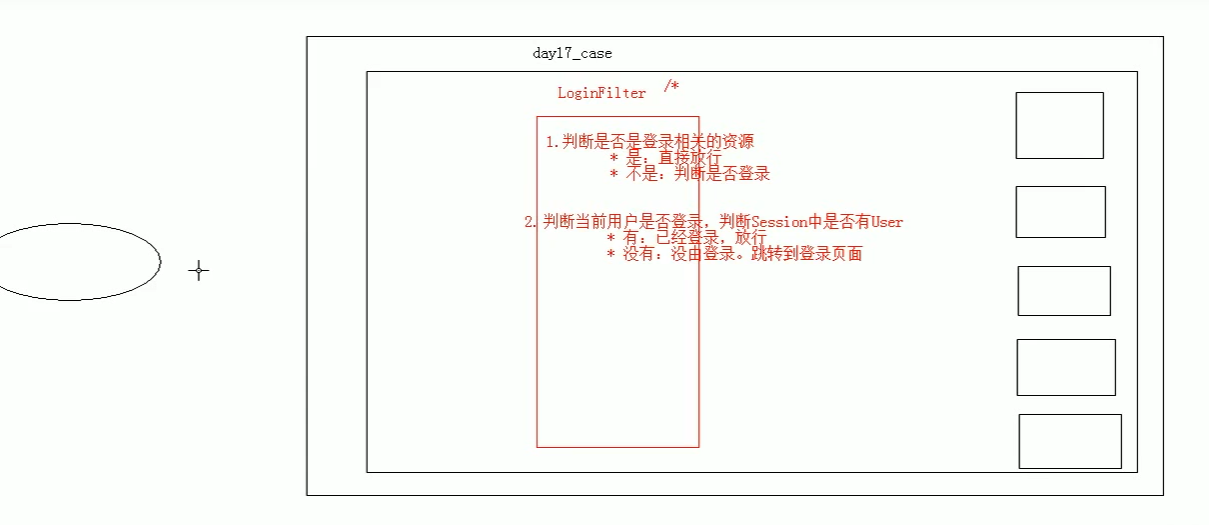 day17_case
LoginFilter /*
1.判断是否是登录相关的资源
* 是：直接放行
* 不是：判断是否登录
2.判断当前用户是否登录，判断Session中是否有User
* 有：已经登录，放行
* 没有：没由登录。跳转到登录页面